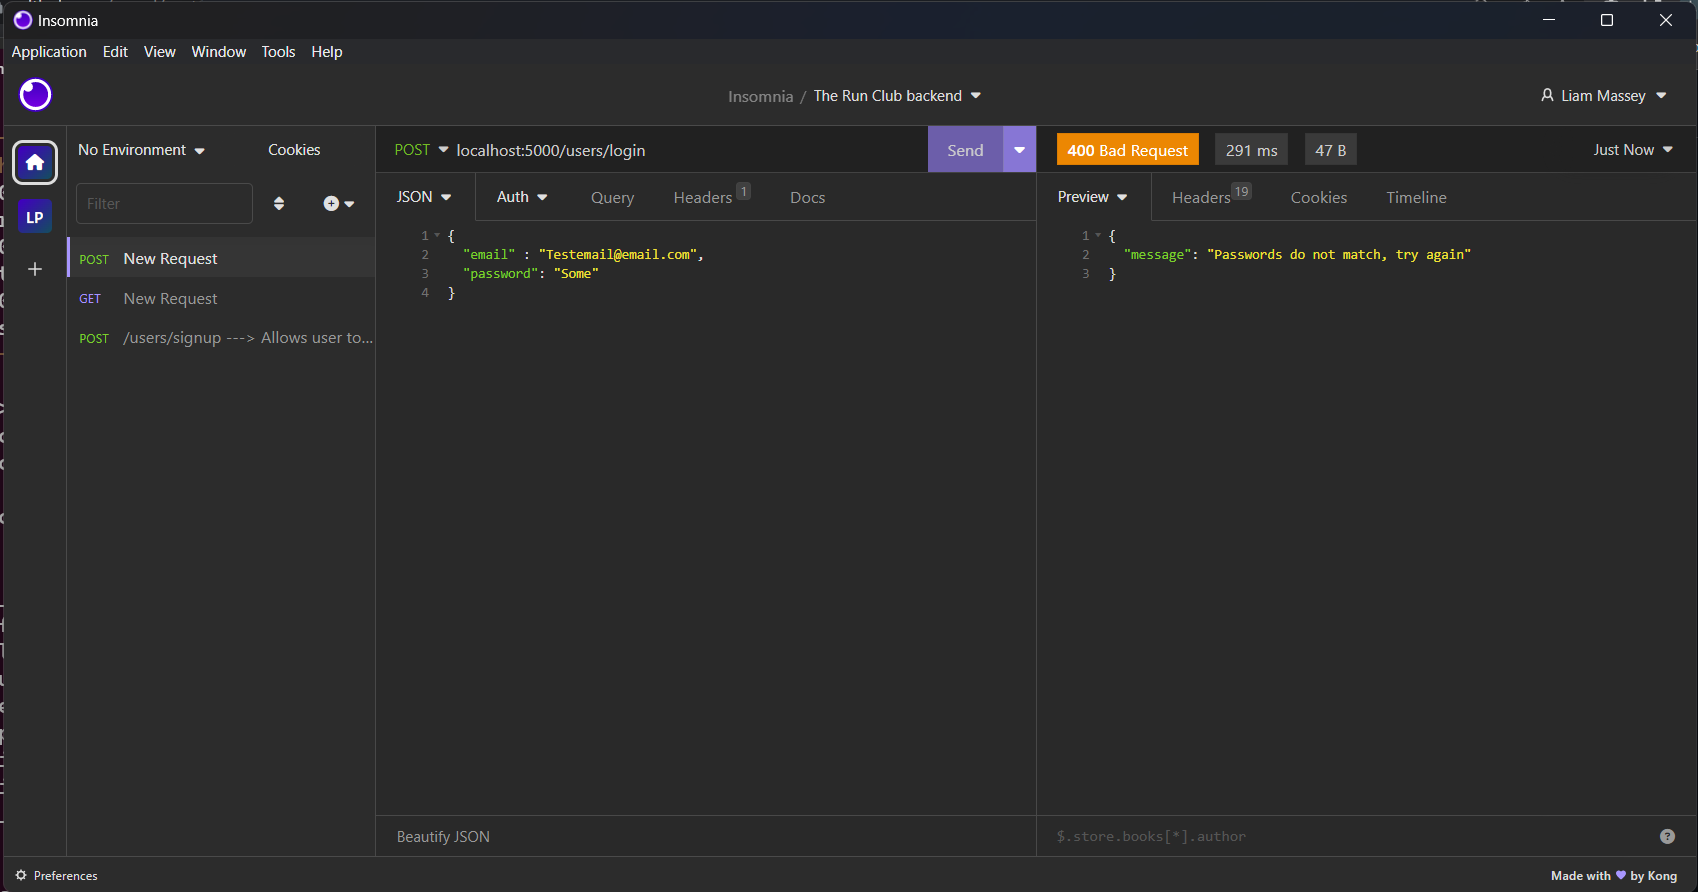 Insomnia
Application Edit View Window Tools Help
Insomnia / The Run Club backend
Liam Massey
No Environment
Cookies
POST localhost:5000/users/login
Send
400 Bad Request
291 ms
47 B
Just Now
LP
Filter
POST New Request
GET New Request
POST /users/signup ---> Allows user to...
JSON
Auth
Query
Headers 1
Docs
1 {
2 "email" : "Testemail@email.com",
3 "password": "Some"
4 }
Preview
Headers 19
Cookies
Timeline
1 {
2 "message": "Passwords do not match, try again"
3 }
Beautify JSON
$.store.books[*].author
?
Preferences
Made with by Kong